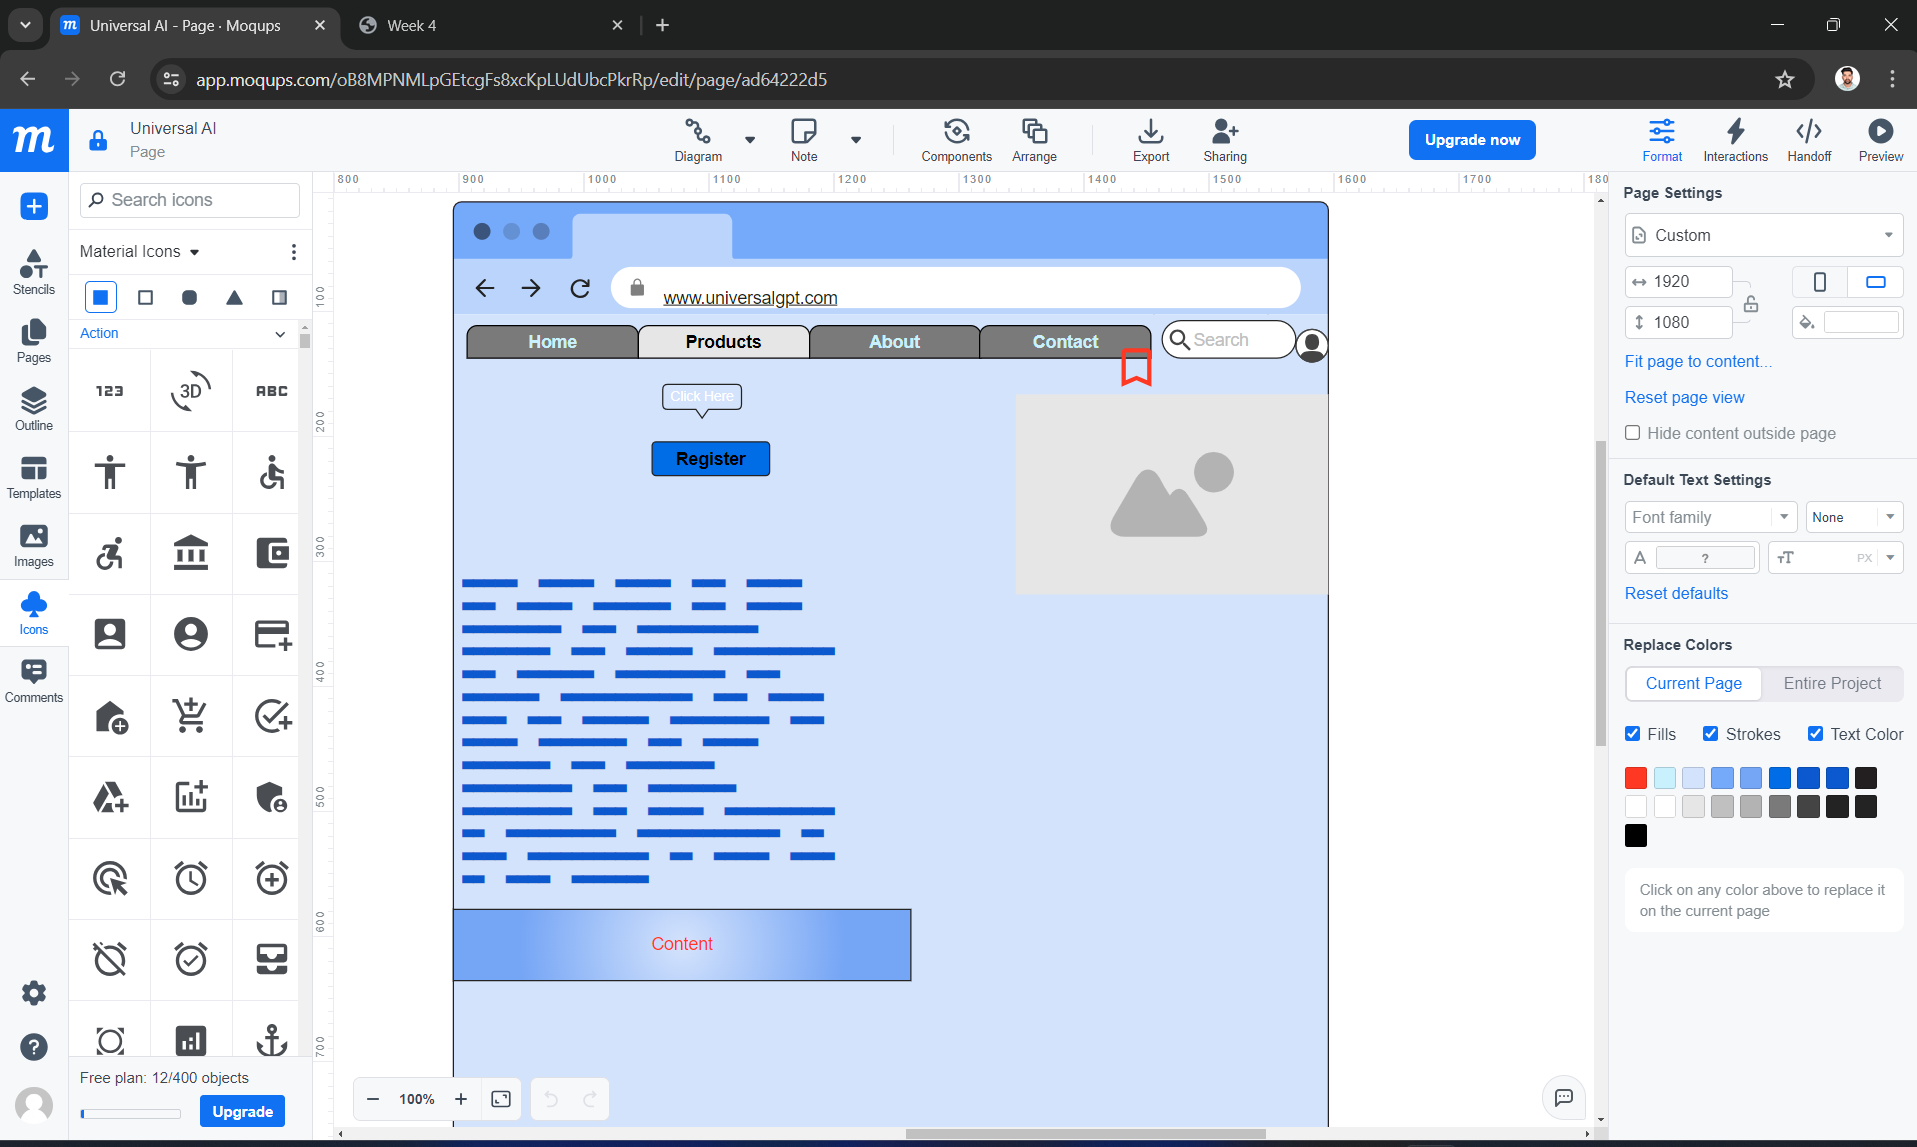 Universal AI - Page · Moqups
Week 4
app.moqups.com/oB8MPNMLpGEtcgFs8xcKpLUdUbcPkrRp/edit/page/ad64222d5
m
Universal AI
Page
Diagram
Note
Components
Arrange
Export
Sharing
Upgrade now
Format
Interactions
Handoff
Preview
Stencils
Pages
Outline
Templates
Images
Icons
Comments
Search icons
Material Icons
Action
123
3D
ABC
Free plan: 12/400 objects
Upgrade
800 900 1000 1100 1200 1300 1400 1500 1600 1700 180
100
200
300
400
500
600
700
www.universalgpt.com
Home
Products
About
Contact
Search
Click Here
Register
Content
100%
Page Settings
Custom
1920
1080
Fit page to content...
Reset page view
Hide content outside page
Default Text Settings
Font family
None
A
?
TT
PX
Reset defaults
Replace Colors
Current Page
Entire Project
Fills
Strokes
Text Color
Click on any color above to replace it
on the current page